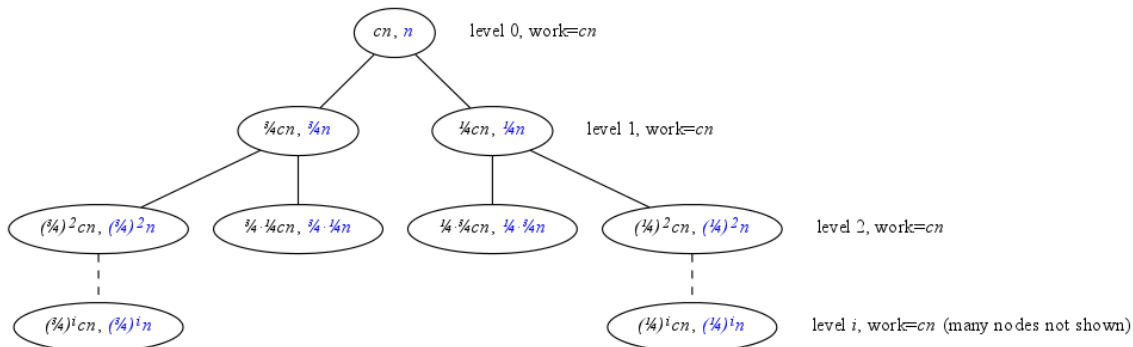 cn, n level 0, work=cn
¾cn, ¾n ¼cn, ¼n level 1, work=cn
(¾)²cn, (¾)²n ¾·¼cn, ¾·¼n ¼·¾cn, ¼·¾n (¼)²cn, (¼)²n level 2, work=cn
(¾)ⁱcn, (¾)ⁱn (¼)ⁱcn, (¼)ⁱn level i, work=cn (many nodes not shown)